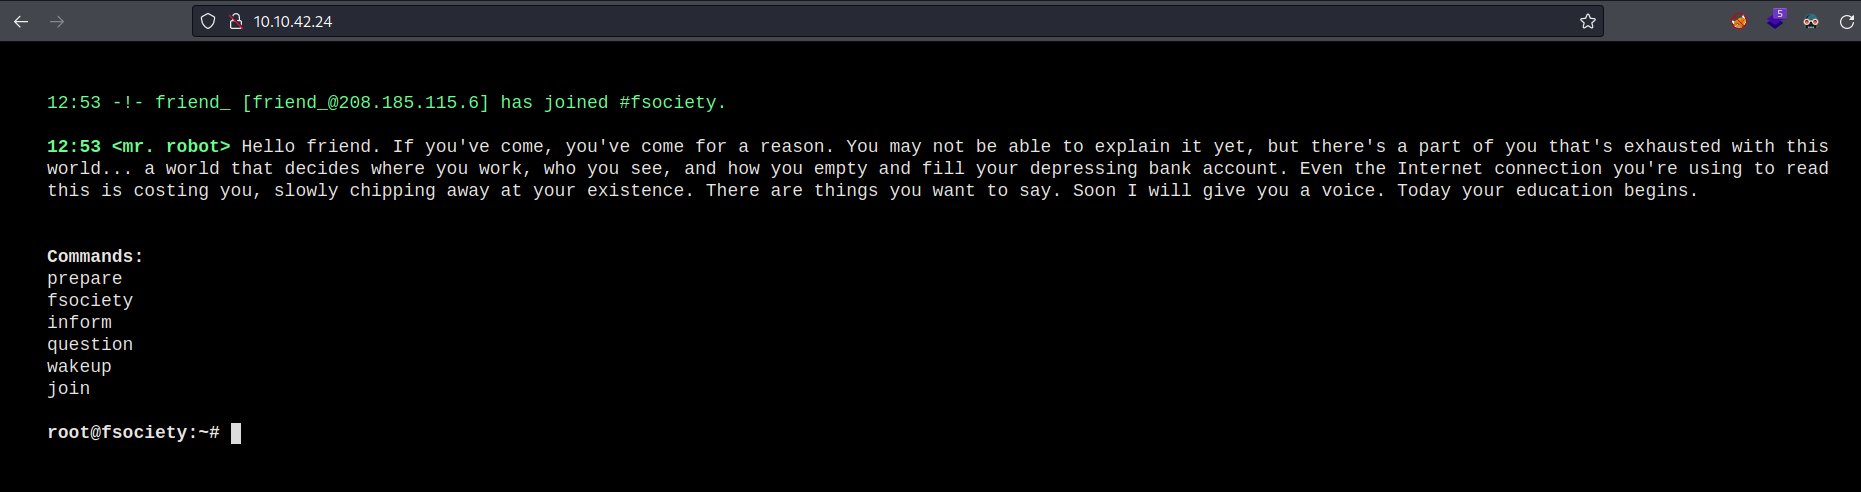 10.10.42.24
5
12:53 -!- friend_ [friend_@208.185.115.6] has joined #fsociety.
12:53 <mr. robot> Hello friend. If you've come, you've come for a reason. You may not be able to explain it yet, but there's a part of you that's exhausted with this
world... a world that decides where you work, who you see, and how you empty and fill your depressing bank account. Even the Internet connection you're using to read
this is costing you, slowly chipping away at your existence. There are things you want to say. Soon I will give you a voice. Today your education begins.
Commands:
prepare
fsociety
inform
question
wakeup
join
root@fsociety:~#